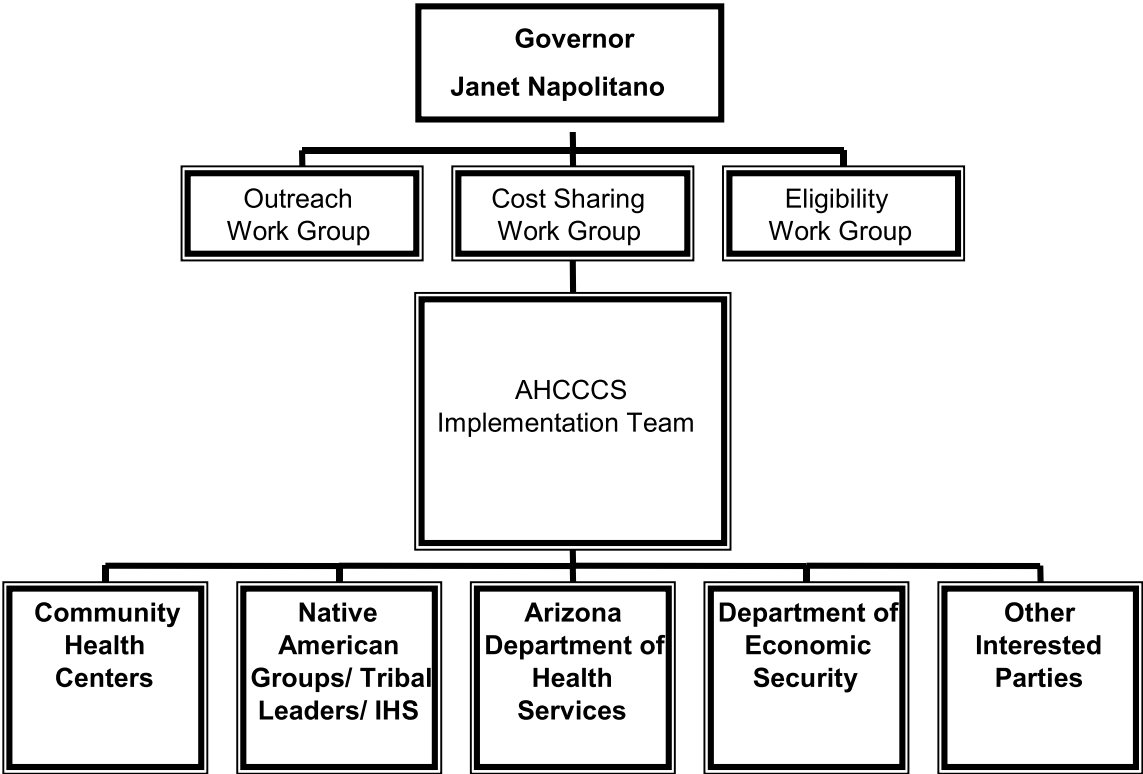 Governor
Janet Napolitano
Outreach
Work Group
Cost Sharing
Work Group
Eligibility
Work Group
AHCCCS
Implementation Team
Community
Health
Centers
Native
American
Groups/ Tribal
Leaders/ IHS
Arizona
Department of
Health
Services
Department of
Economic
Security
Other
Interested
Parties